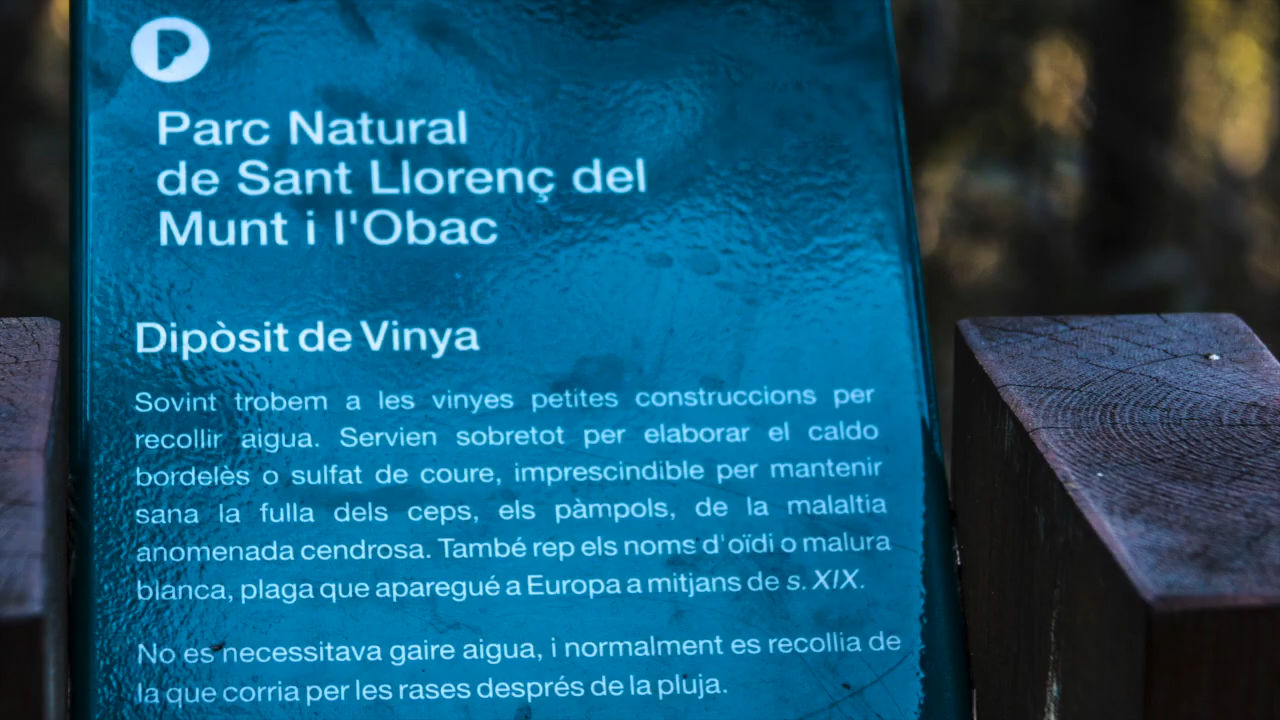 Parc Natural
de Sant Llorenç del
Munt i l'Obac
Dipòsit de Vinya
Sovint trobem a les vinyes petites construccions per
recollir aigua. Servien sobretot per elaborar el caldo
bordelès o sulfat de coure, imprescindible per mantenir
sana la fulla dels ceps, els pàmpols, de la malaltia
anomenada cendrosa. També rep els noms d'oïdi o malura
blanca, plaga que aparegué a Europa a mitjans de s. XIX.
No es necessitava gaire aigua, i normalment es recollia de
la que corria per les rases després de la pluja.